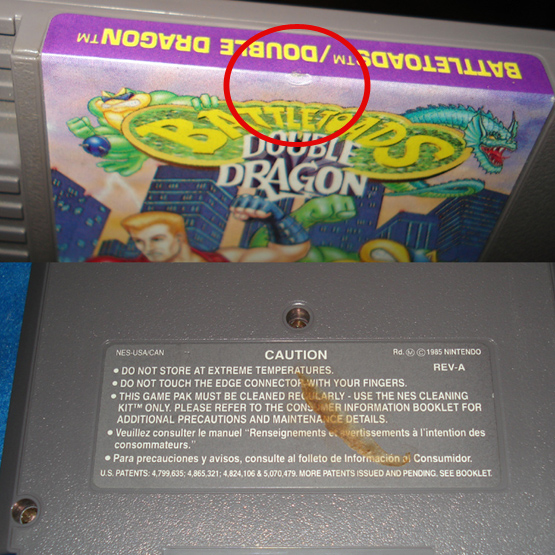 BATTLETOADS™/DOUBLE DRAGON™
BATTLETOADS
DOUBLE
DRAGON
NES-USA/CAN
CAUTION
Rd. Ⓜ © 1985 NINTENDO
REV-A
• DO NOT STORE AT EXTREME TEMPERATURES.
• DO NOT TOUCH THE EDGE CONNECTOR WITH YOUR FINGERS.
• THIS GAME PAK MUST BE CLEANED REGULARLY - USE THE NES CLEANING
KIT™ ONLY. PLEASE REFER TO THE CONSUMER INFORMATION BOOKLET FOR
ADDITIONAL PRECAUTIONS AND MAINTENANCE DETAILS.
• Veuillez consulter le manuel "Renseignements et avertissements à l'intention des
consommateurs."
• Para precauciones y avisos, consulte al folleto de Información al Consumidor.
U.S. PATENTS: 4,799,635; 4,865,321; 4,824,106 & 5,070,479. MORE PATENTS ISSUED AND PENDING. SEE BOOKLET.